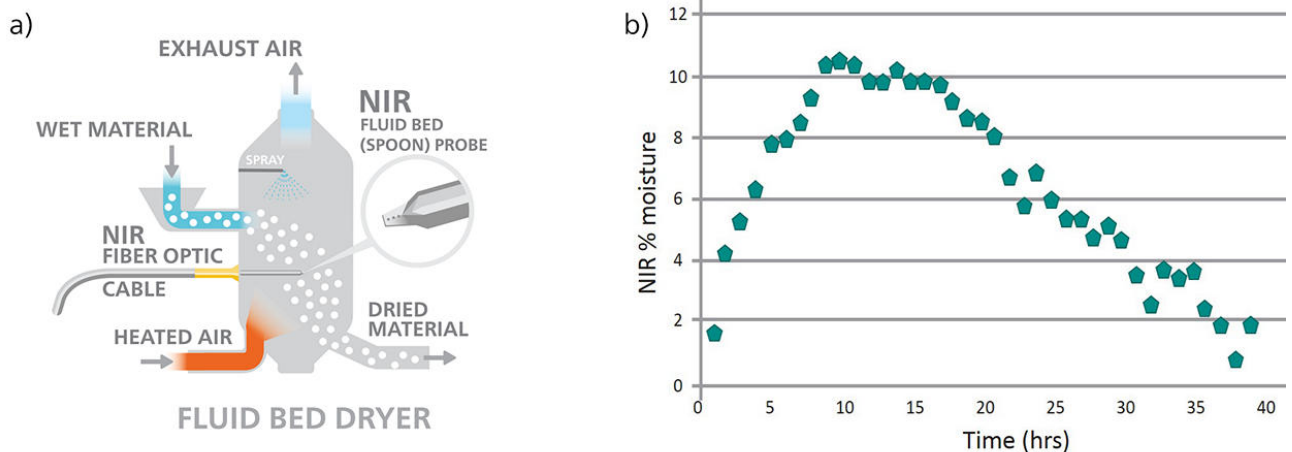 a)
EXHAUST AIR
WET MATERIAL
SPRAY
NIR
FLUID BED
(SPOON) PROBE
NIR
FIBER OPTIC
CABLE
HEATED AIR
DRIED
MATERIAL
FLUID BED DRYER
b)
NIR % moisture
12
10
8
6
4
2
0
0 5 10 15 20 25 30 35 40
Time (hrs)